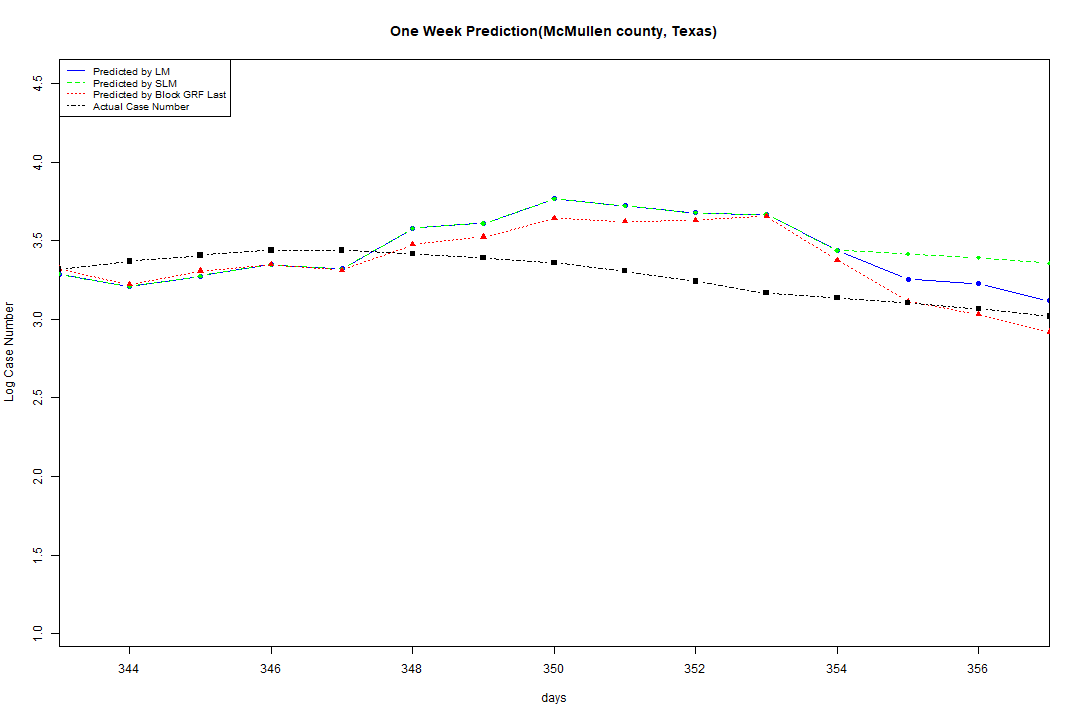 One Week Prediction(McMullen county, Texas)
Predicted by LM
Predicted by SLM
Predicted by Block GRF Last
Actual Case Number
4.5
4.0
3.5
3.0
2.5
2.0
1.5
1.0
Log Case Number
344 346 348 350 352 354 356
days